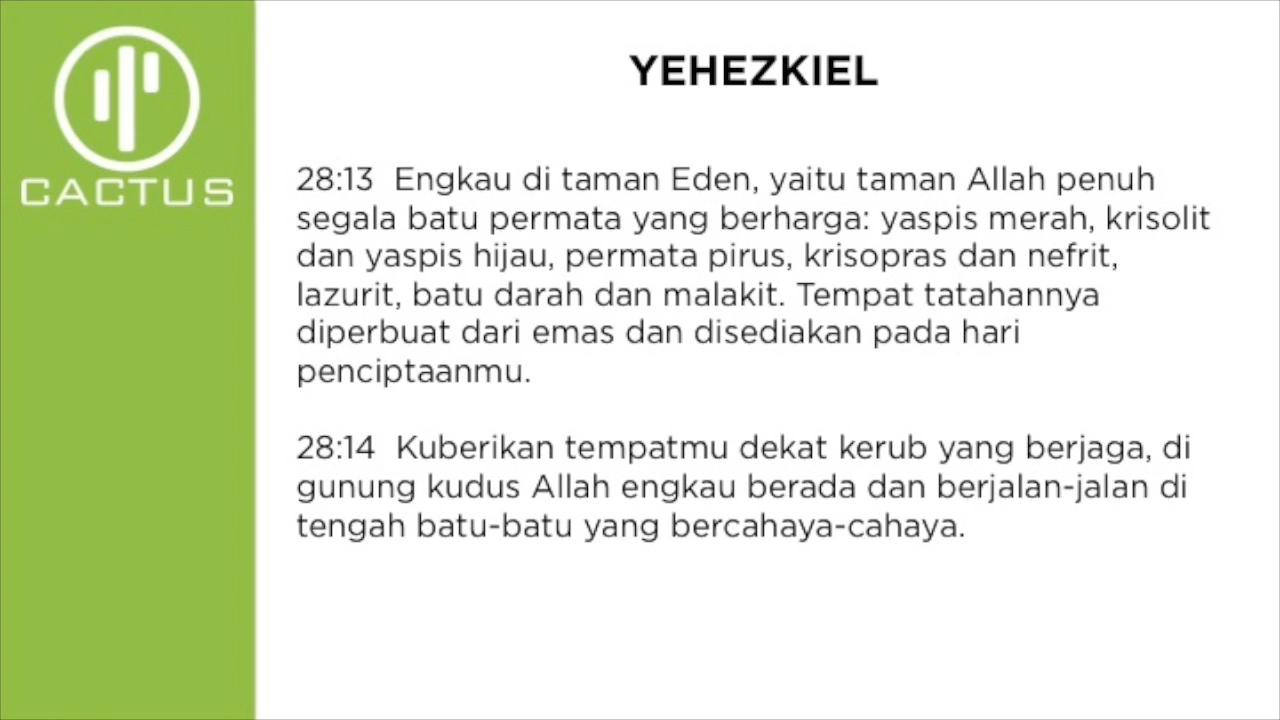 CACTUS
YEHEZKIEL
28:13  Engkau di taman Eden, yaitu taman Allah penuh
segala batu permata yang berharga: yaspis merah, krisolit
dan yaspis hijau, permata pirus, krisopras dan nefrit,
lazurit, batu darah dan malakit. Tempat tatahannya
diperbuat dari emas dan disediakan pada hari
penciptaanmu.
28:14  Kuberikan tempatmu dekat kerub yang berjaga, di
gunung kudus Allah engkau berada dan berjalan-jalan di
tengah batu-batu yang bercahaya-cahaya.